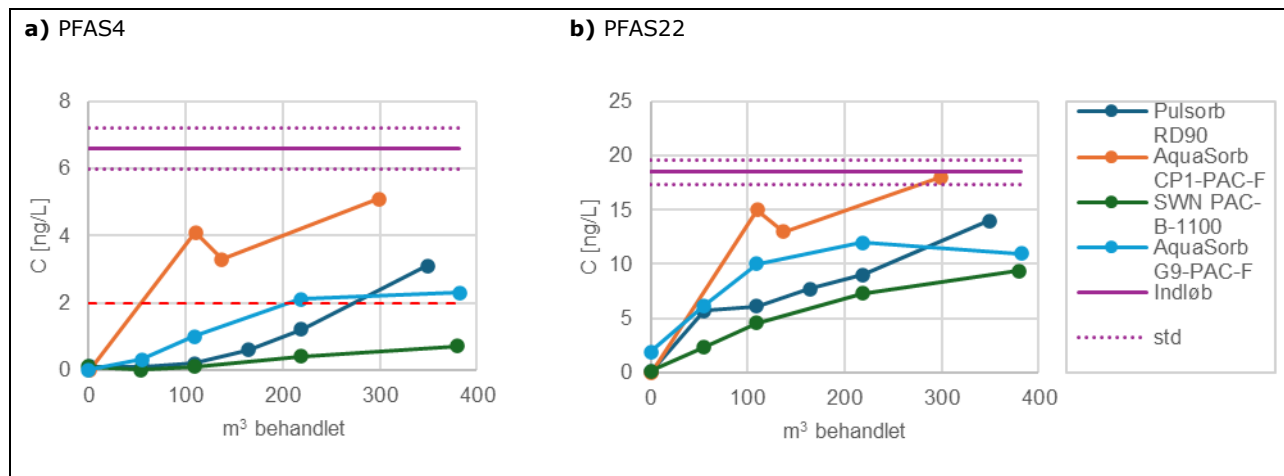 a) PFAS4
b) PFAS22
C [ng/L]
8
6
4
2
0
0 100 200 300 400
m³ behandlet
C [ng/L]
25
20
15
10
5
0
0 100 200 300 400
m³ behandlet
Pulsorb
RD90
AquaSorb
CP1-PAC-F
SWN PAC-
B-1100
AquaSorb
G9-PAC-F
Indløb
std